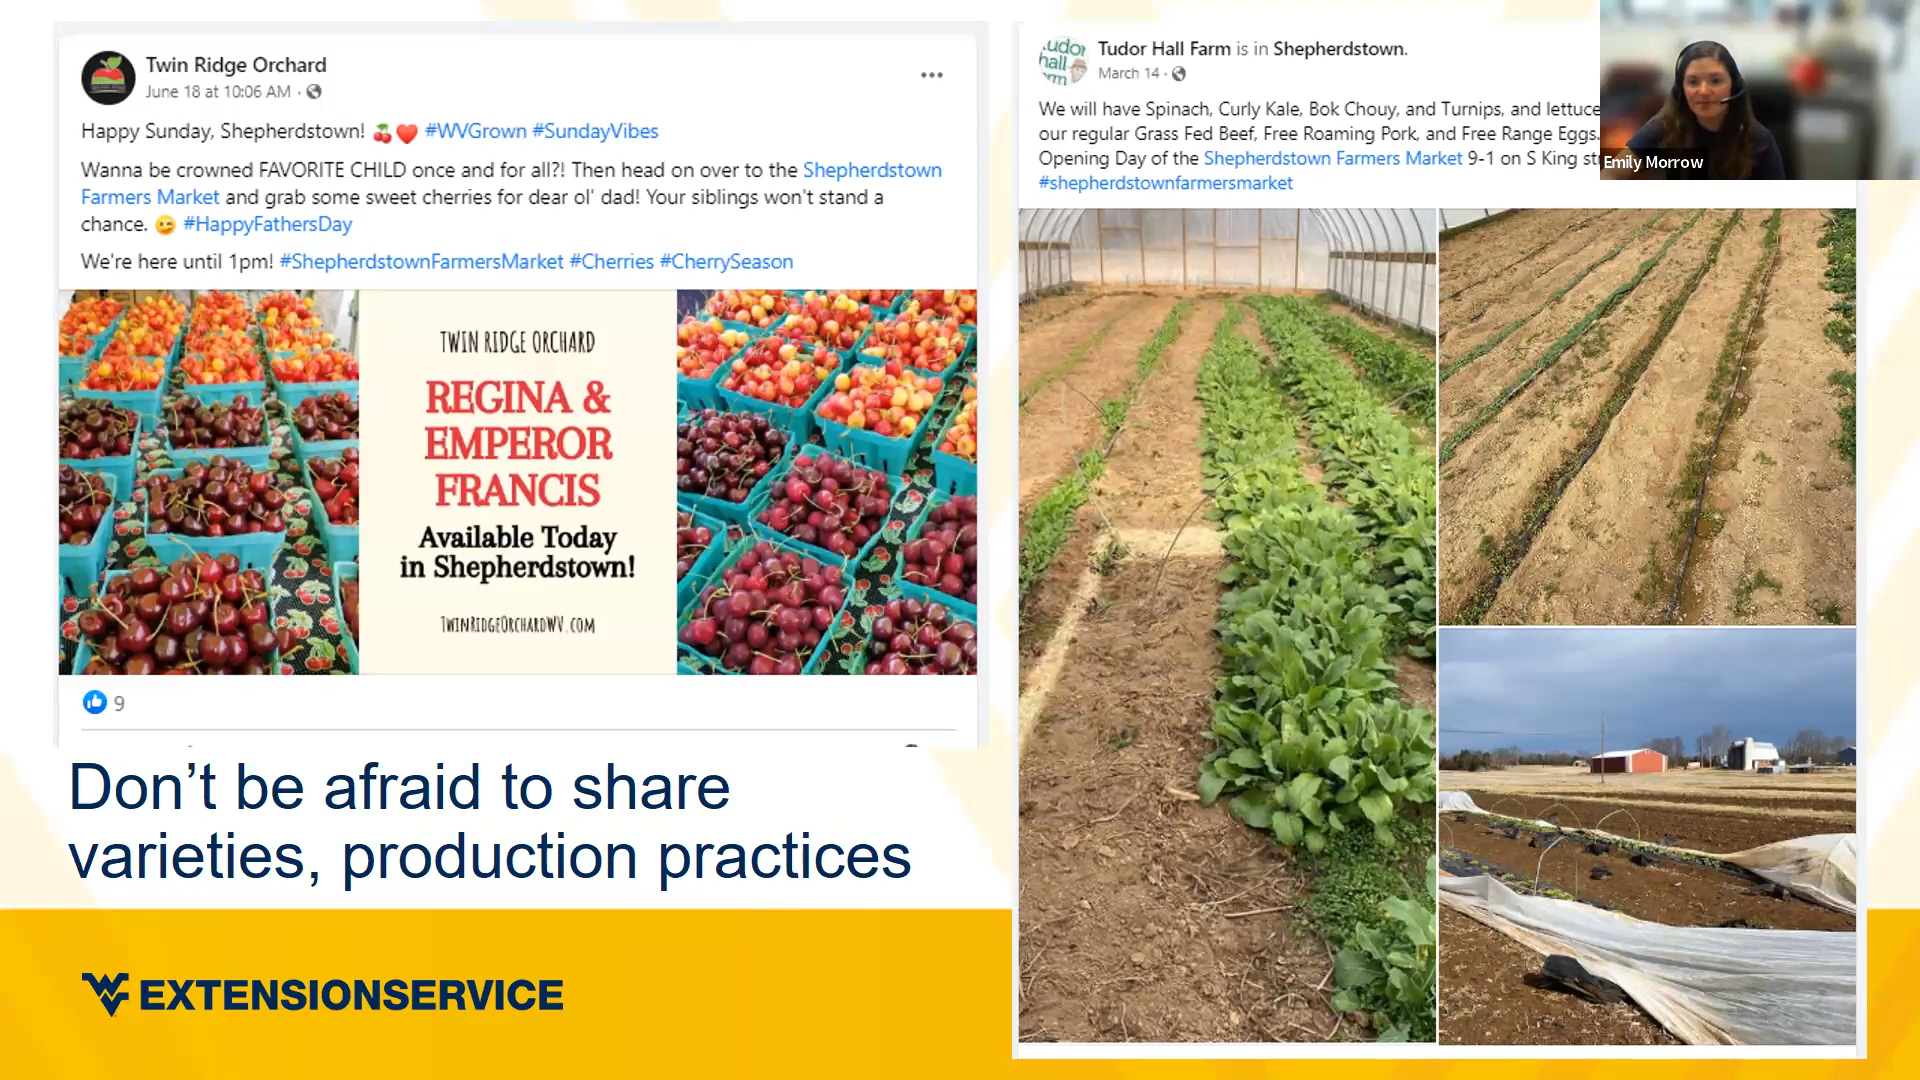 Twin Ridge Orchard
June 18 at 10:06 AM ·
Happy Sunday, Shepherdstown! #WVGrown #SundayVibes
Wanna be crowned FAVORITE CHILD once and for all?! Then head on over to the Shepherdstown
Farmers Market and grab some sweet cherries for dear ol' dad! Your siblings won't stand a
chance. #HappyFathersDay
We're here until 1pm! #ShepherdstownFarmersMarket #Cherries #CherrySeason
TWIN RIDGE ORCHARD
REGINA &
EMPEROR
FRANCIS
Available Today
in Shepherdstown!
TWINRIDGEORCHARDWV.COM
9
Tudor Hall Farm is in Shepherdstown.
March 14 ·
We will have Spinach, Curly Kale, Bok Chouy, and Turnips, and lettuce
our regular Grass Fed Beef, Free Roaming Pork, and Free Range Eggs.
Opening Day of the Shepherdstown Farmers Market 9-1 on S King
#shepherdstownfarmersmarket
Emily Morrow
Don't be afraid to share
varieties, production practices
WV EXTENSIONSERVICE